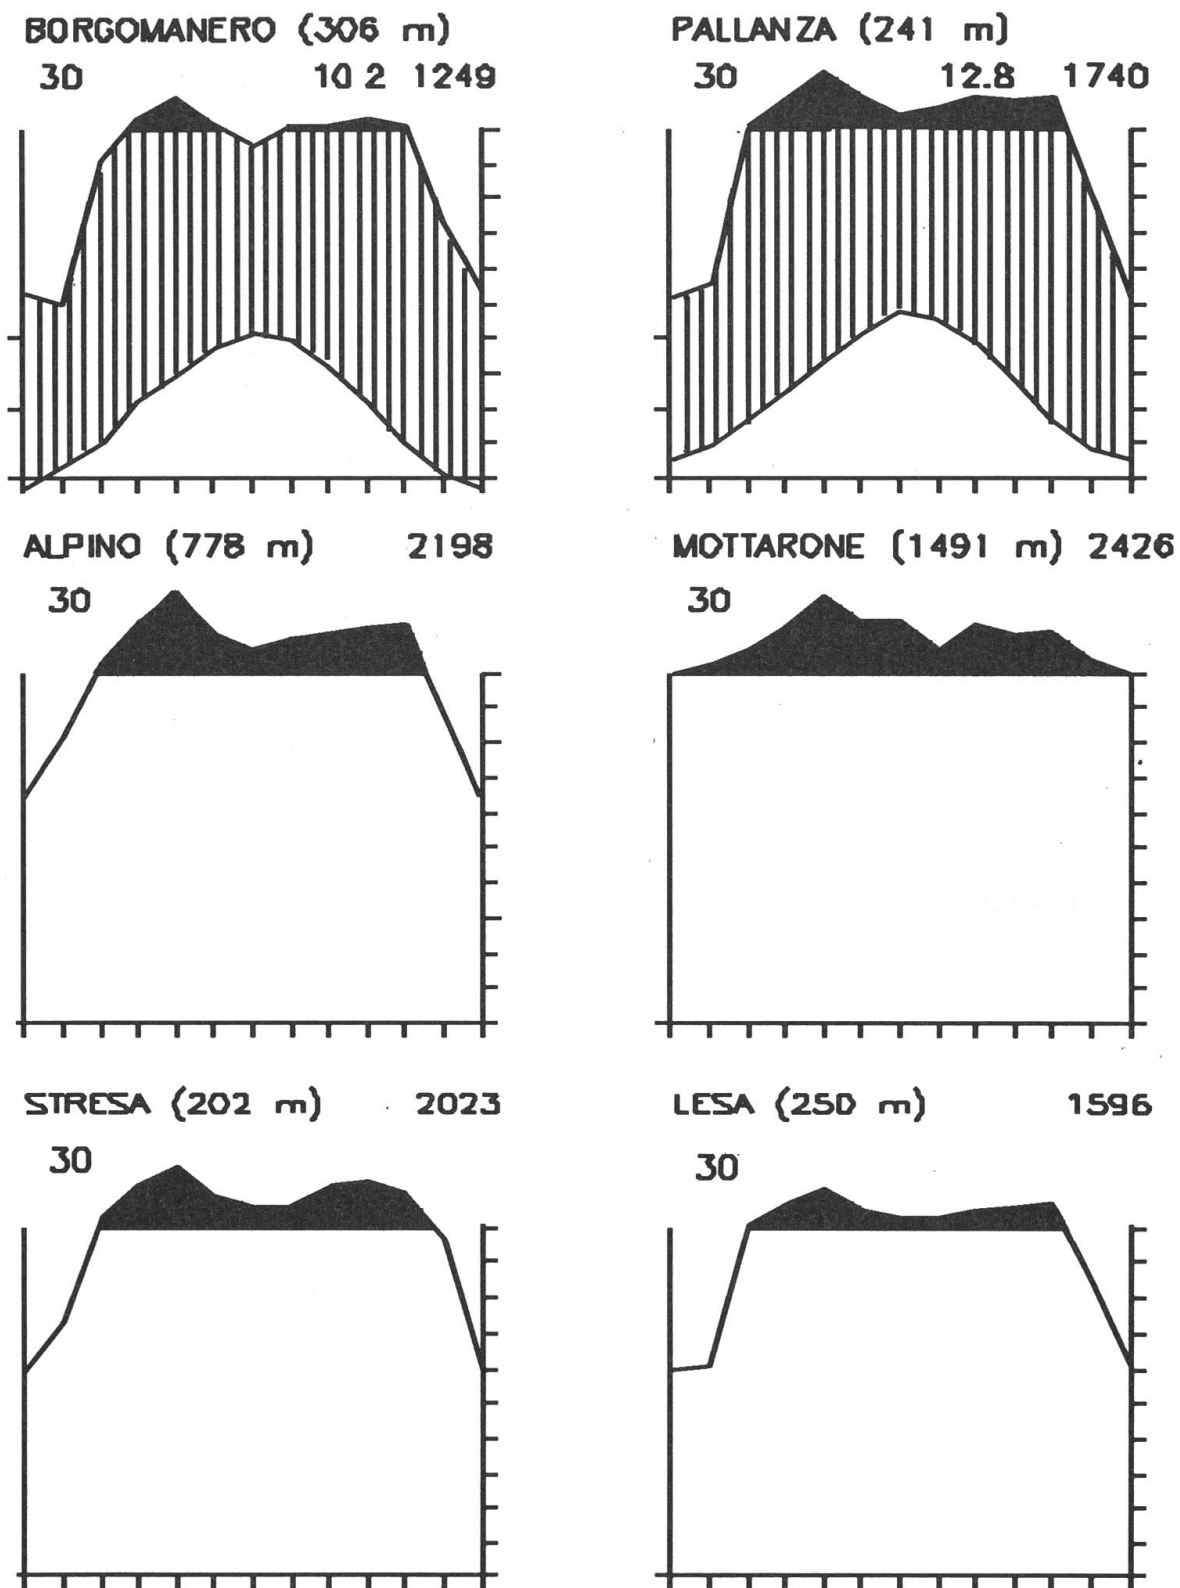 BORGOMANERO (306 m)
30 10 2 1249
PALLANZA (241 m)
30 12.8 1740
ALPINO (778 m) 2198
30
MOTTARONE (1491 m) 2426
30
STRESA (202 m) 2023
30
LESA (250 m) 1596
30